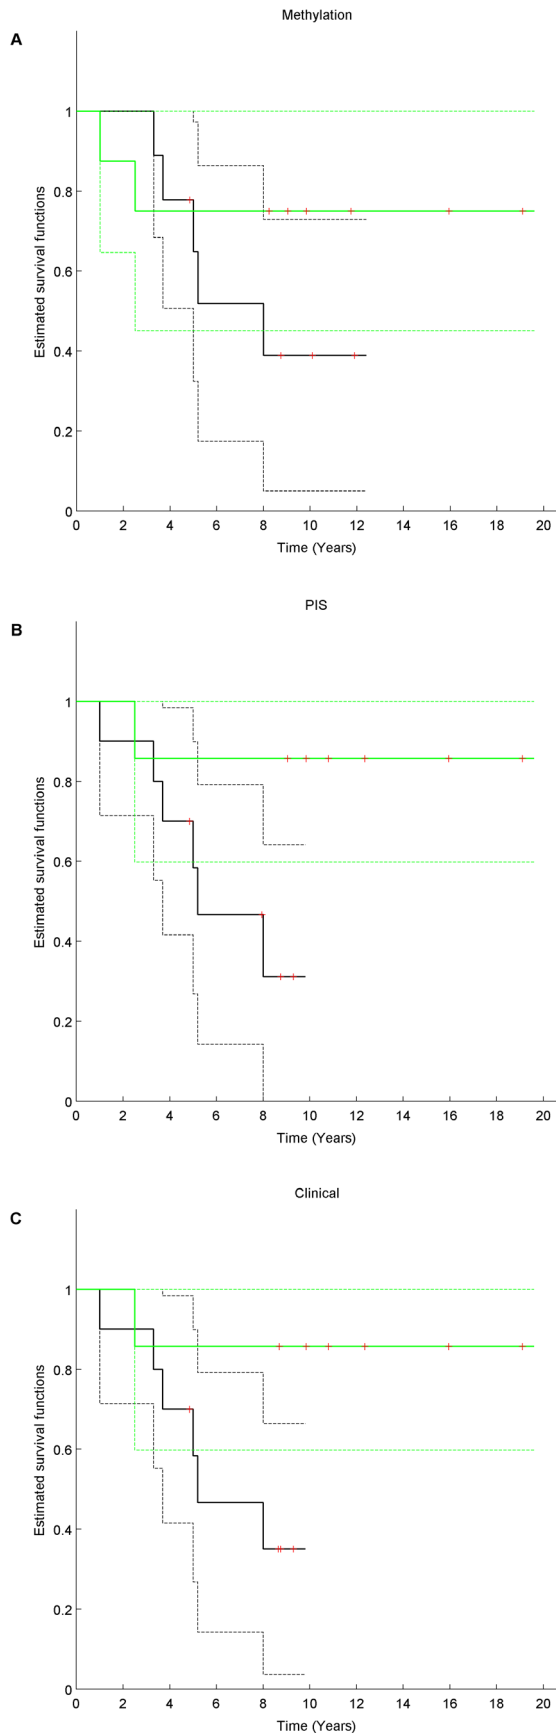 Methylation
A
1
0.8
0.6
0.4
0.2
0
Estimated survival functions
0 2 4 6 8 10 12 14 16 18 20
Time (Years)
PIS
B
1
0.8
0.6
0.4
0.2
0
Estimated survival functions
0 2 4 6 8 10 12 14 16 18 20
Time (Years)
Clinical
C
1
0.8
0.6
0.4
0.2
0
Estimated survival functions
0 2 4 6 8 10 12 14 16 18 20
Time (Years)